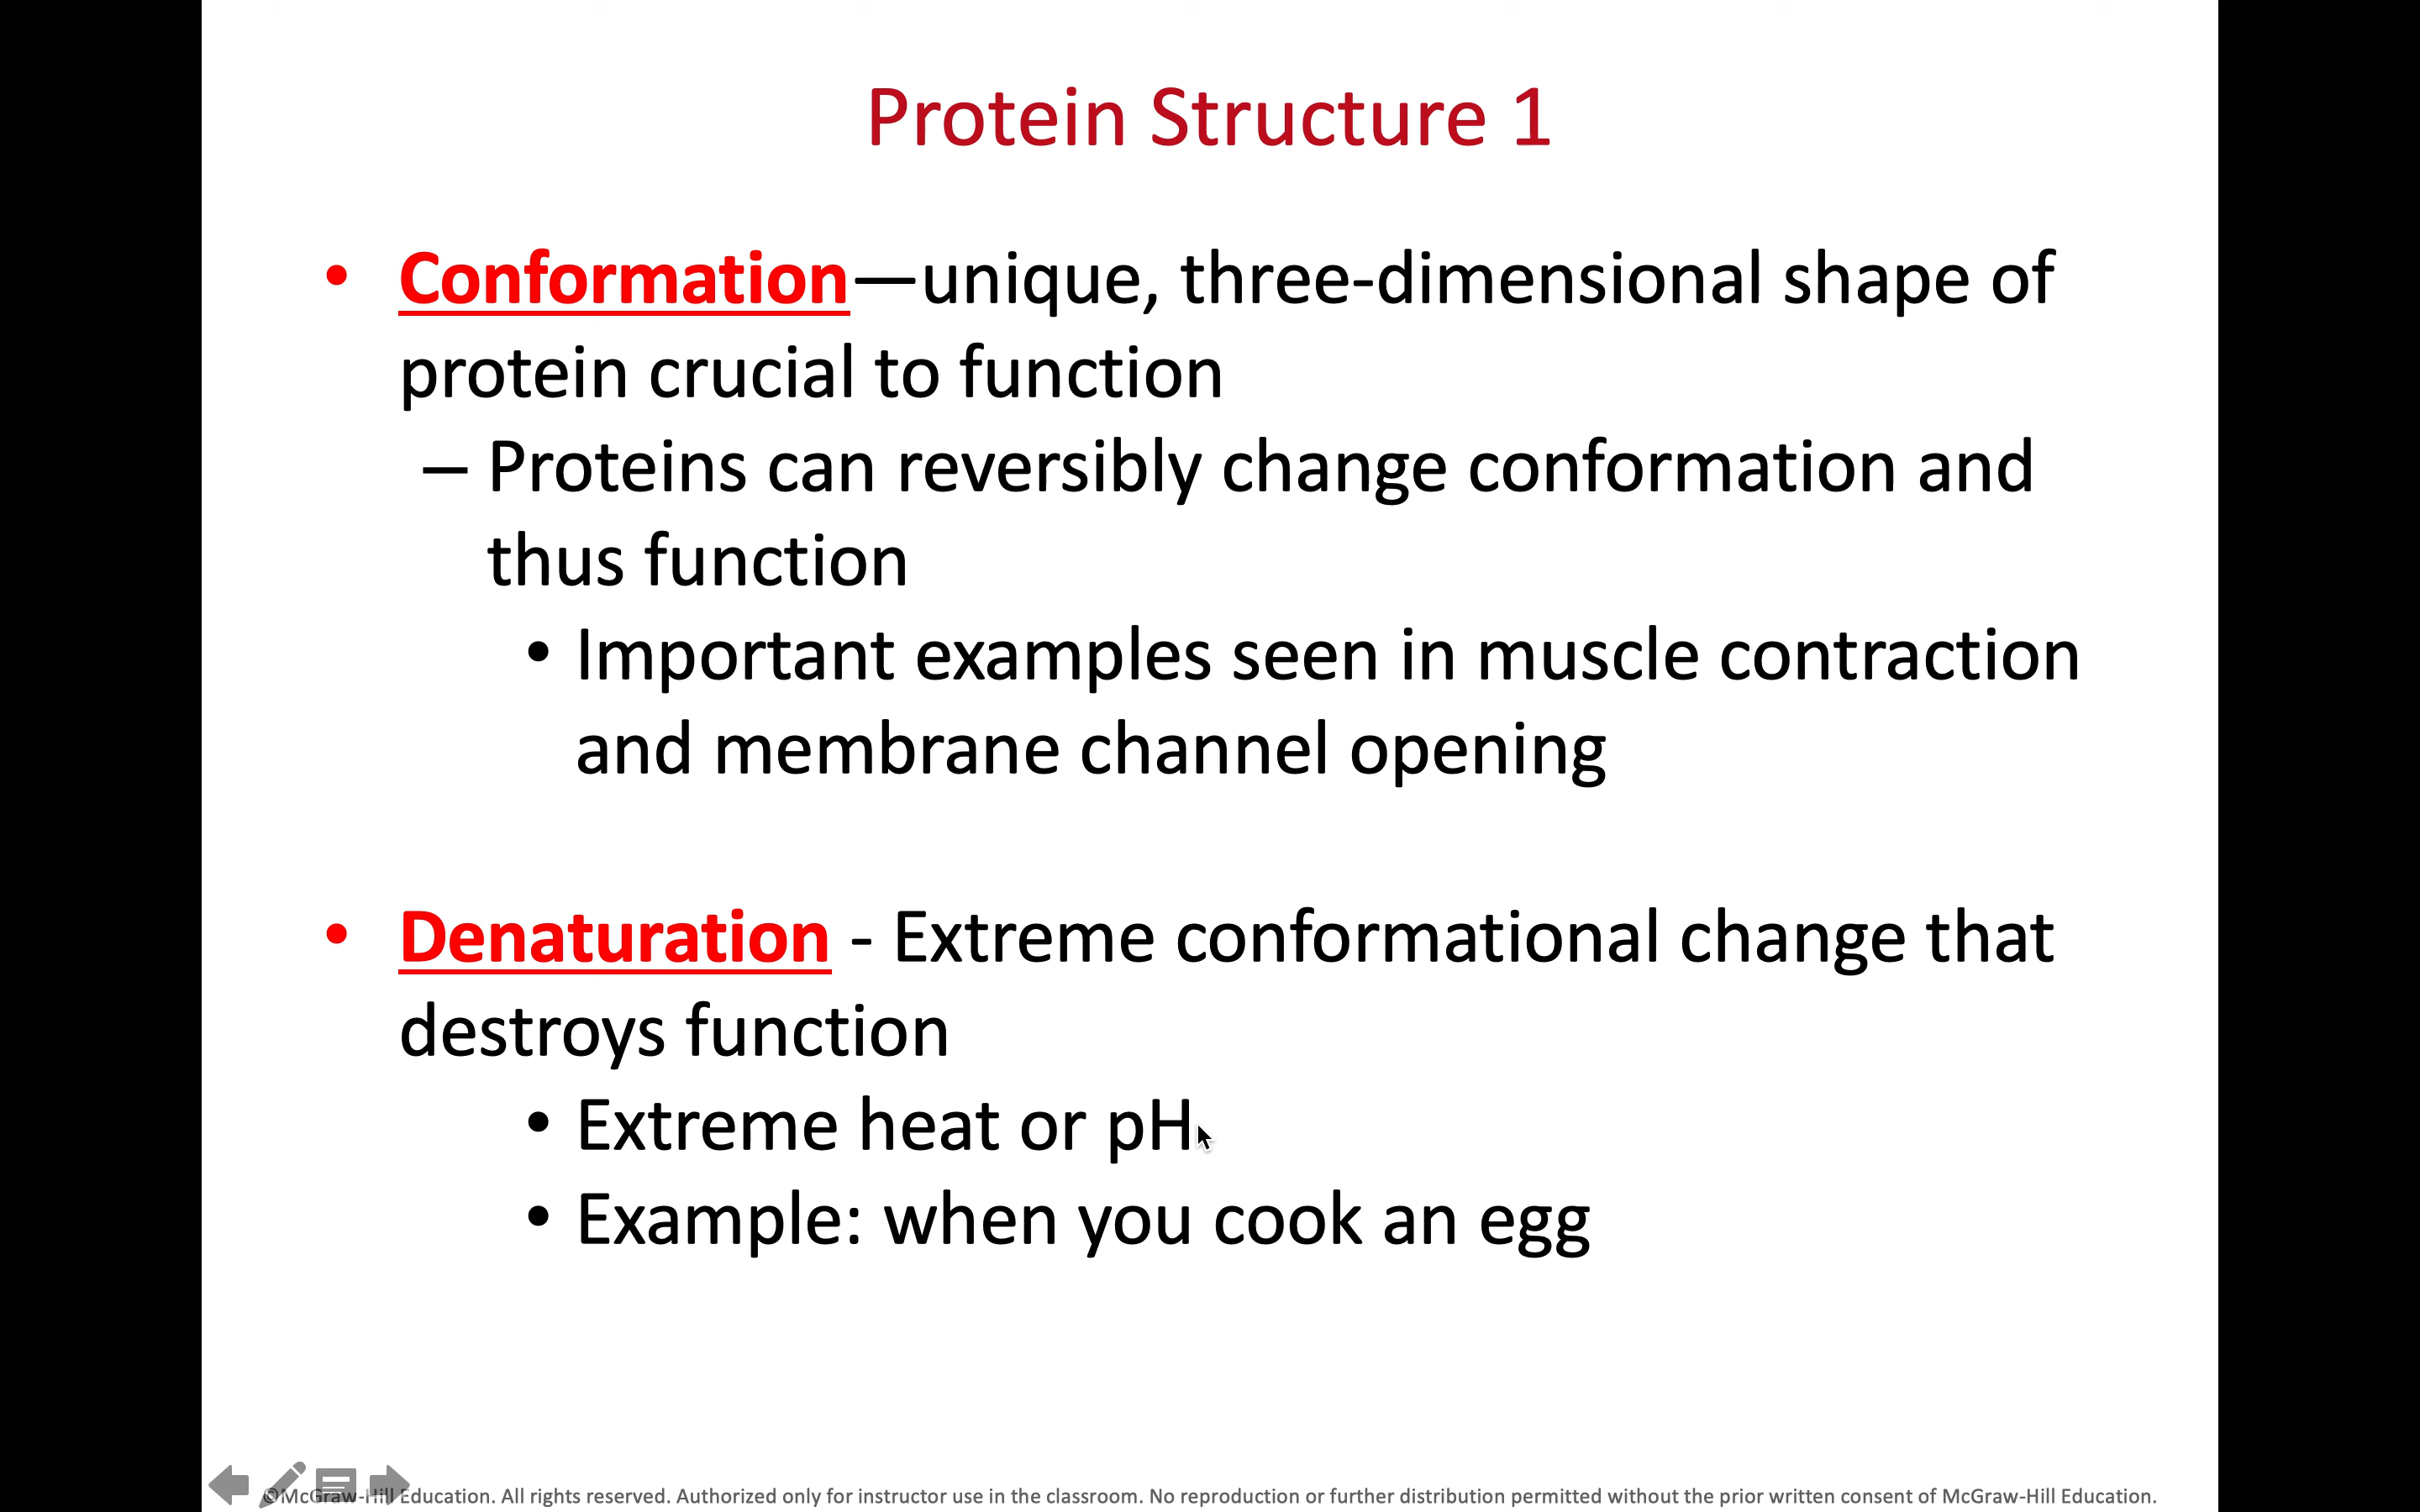 Protein Structure 1
• Conformation—unique, three-dimensional shape of
protein crucial to function
– Proteins can reversibly change conformation and
thus function
• Important examples seen in muscle contraction
and membrane channel opening
• Denaturation - Extreme conformational change that
destroys function
• Extreme heat or pH
• Example: when you cook an egg
©McGraw-Hill Education. All rights reserved. Authorized only for instructor use in the classroom. No reproduction or further distribution permitted without the prior written consent of McGraw-Hill Education.